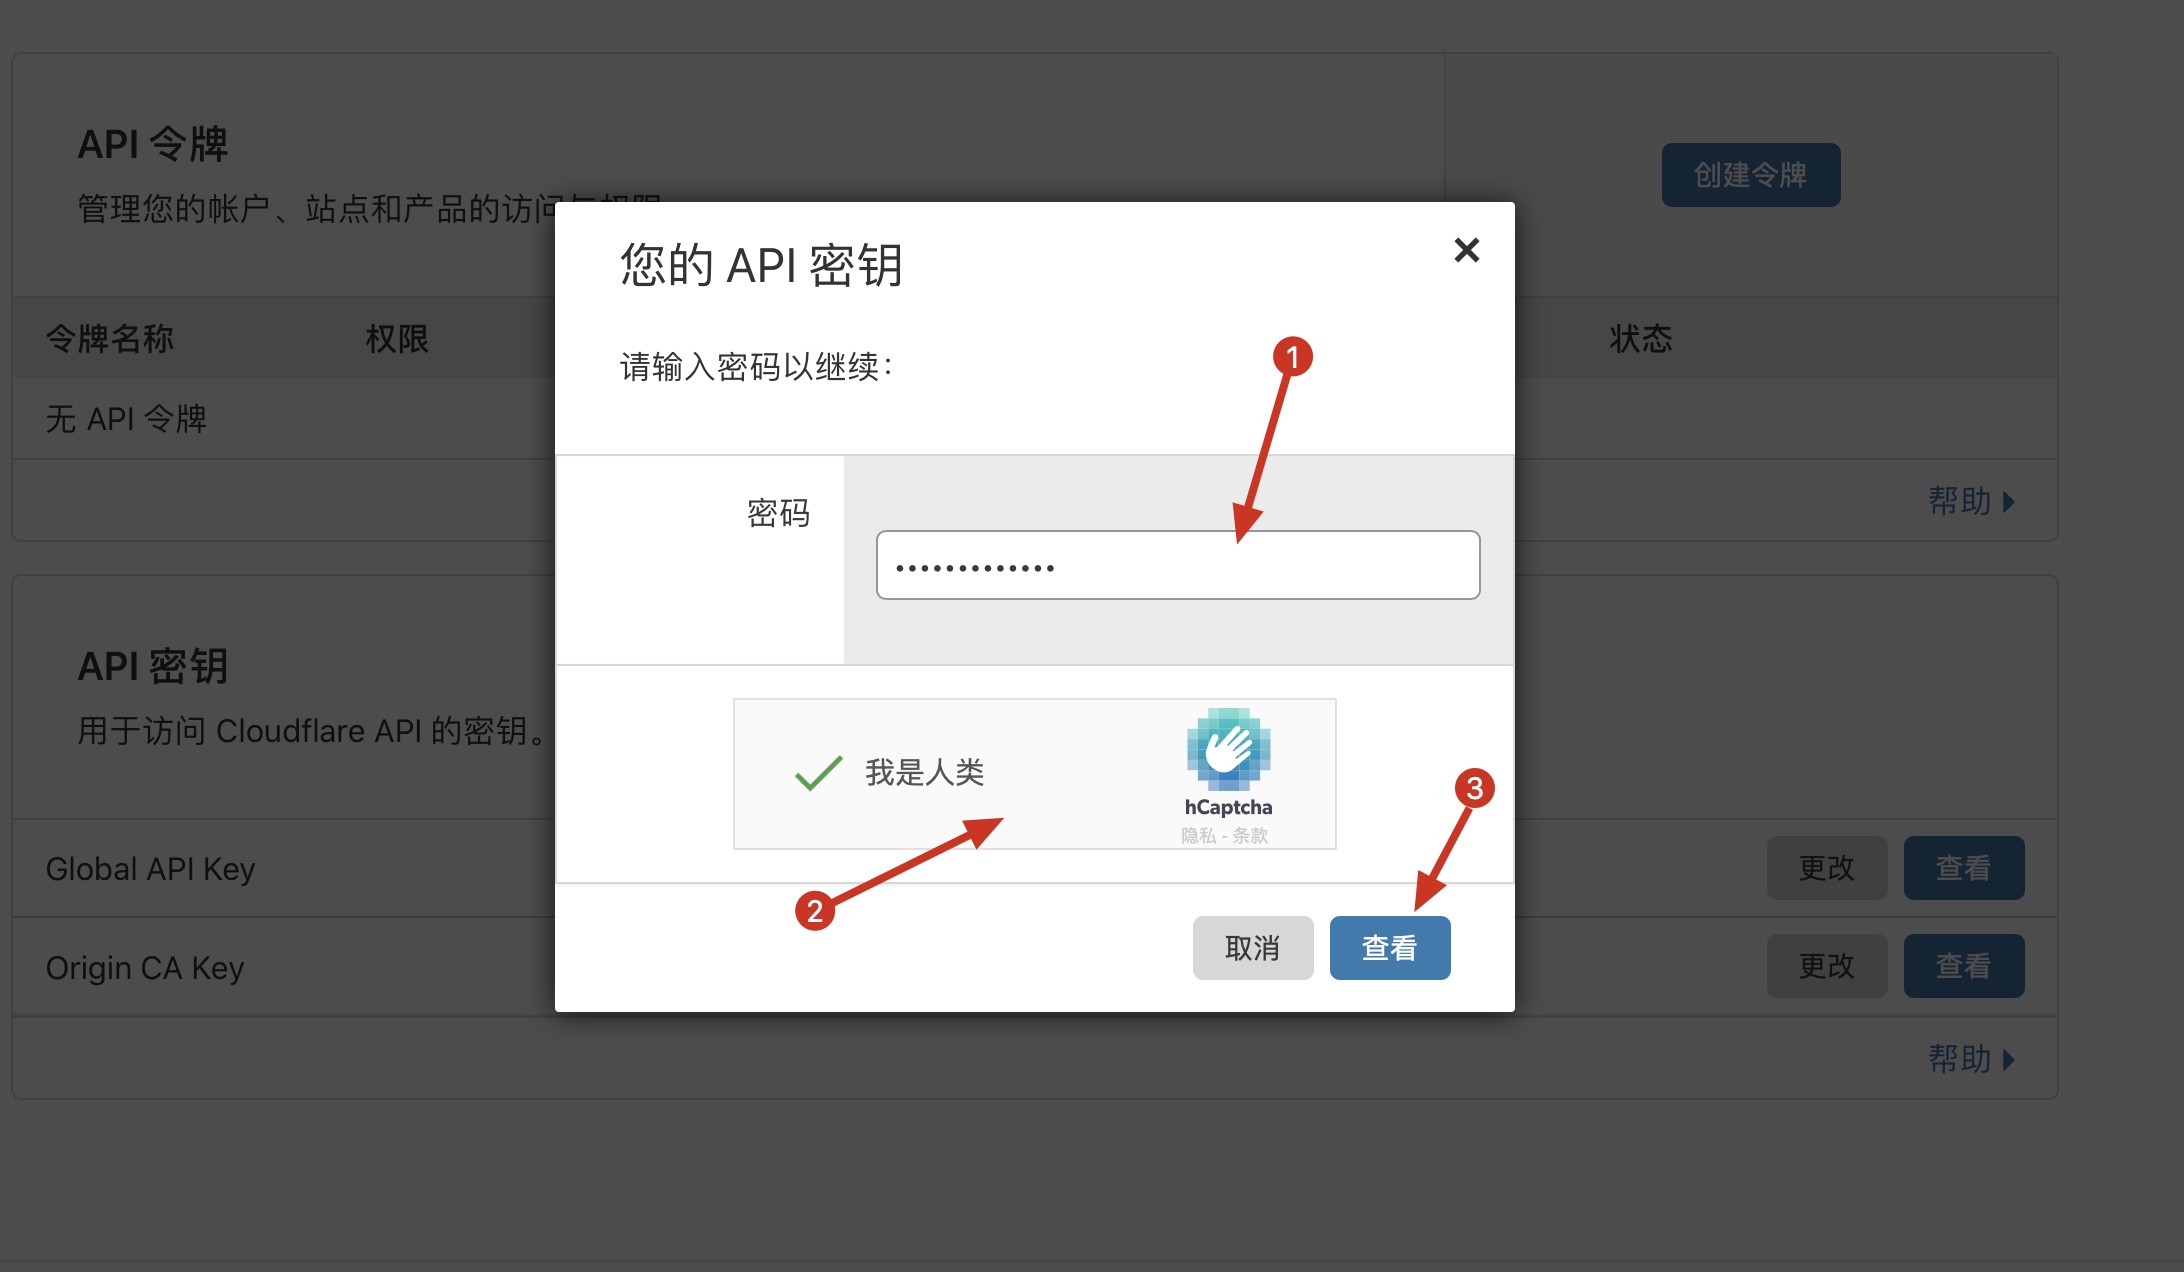 API 令牌
创建令牌
管理您的帐户、站点和产品的访问与权限
令牌名称
权限
状态
无 API 令牌
帮助
API 密钥
用于访问 Cloudflare API 的密钥。
Global API Key
更改
查看
Origin CA Key
更改
查看
帮助
您的 API 密钥
请输入密码以继续：
1
密码
•••••••••••••
我是人类
hCaptcha
隐私 - 条款
2
3
取消
查看